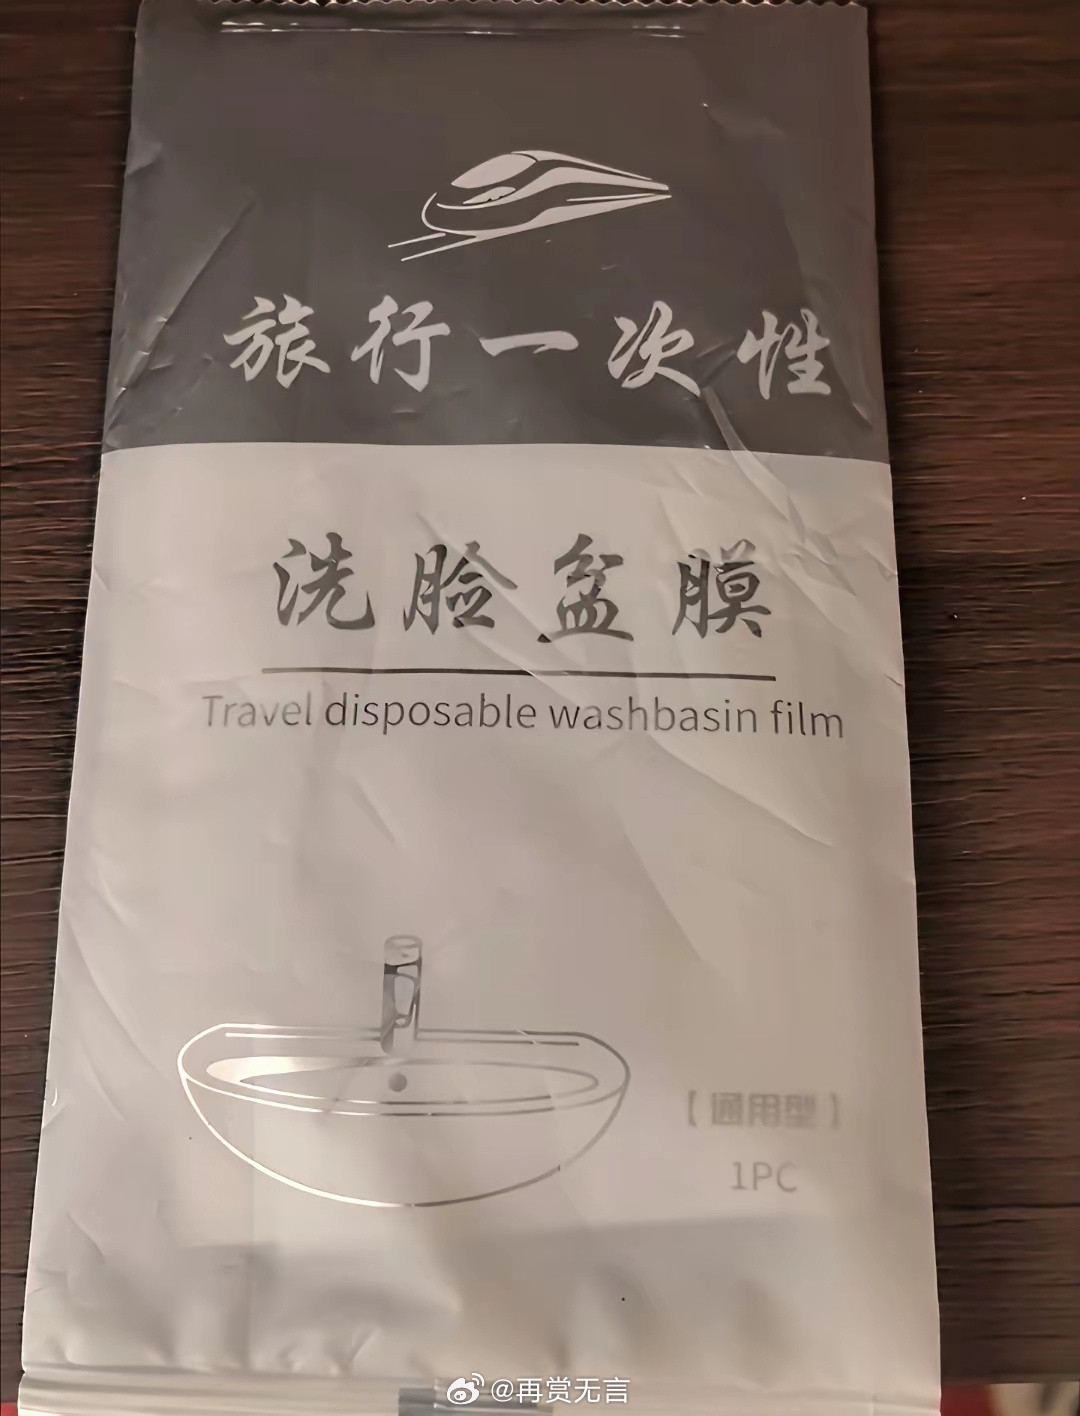 旅行一次性
洗脸盆膜
Travel disposable washbasin film
【通用型】
1PC
@再赏无言